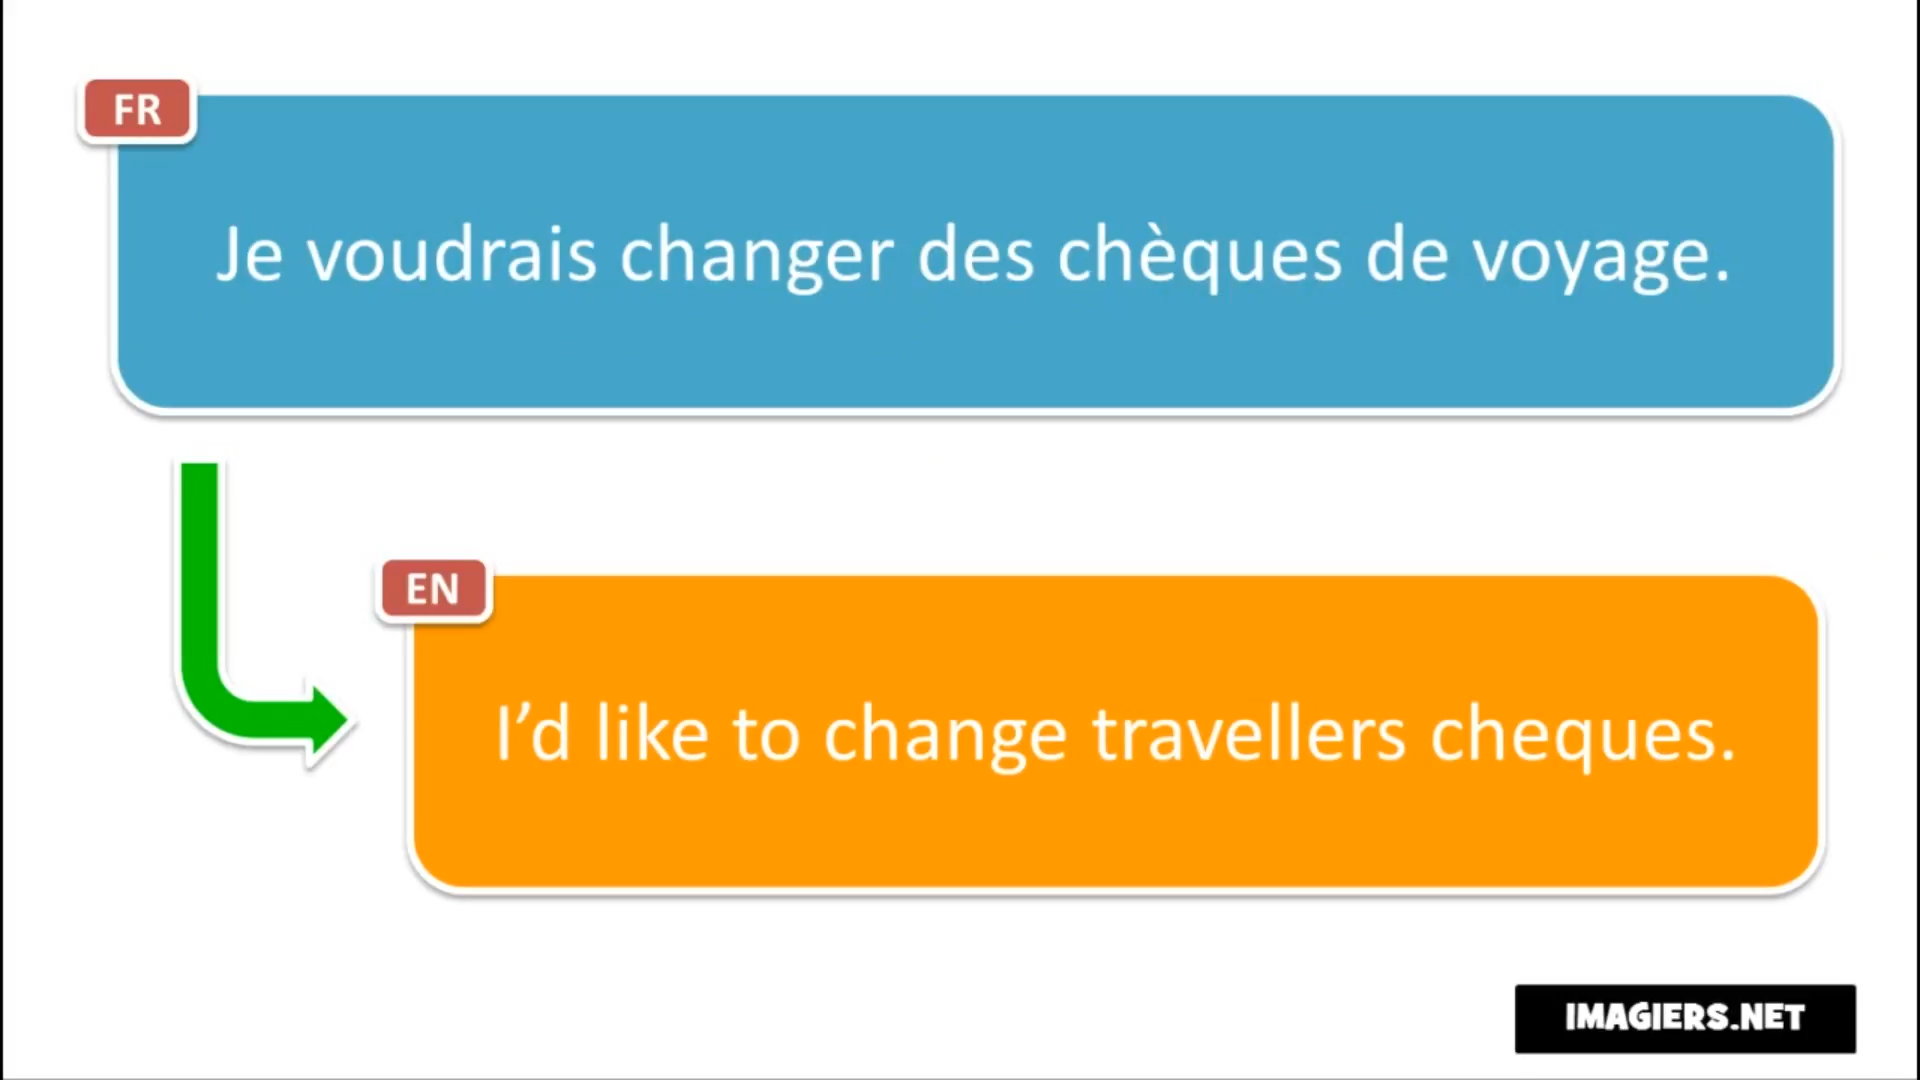 FR
Je voudrais changer des chèques de voyage.
EN
I’d like to change travellers cheques.
IMAGIERS.NET